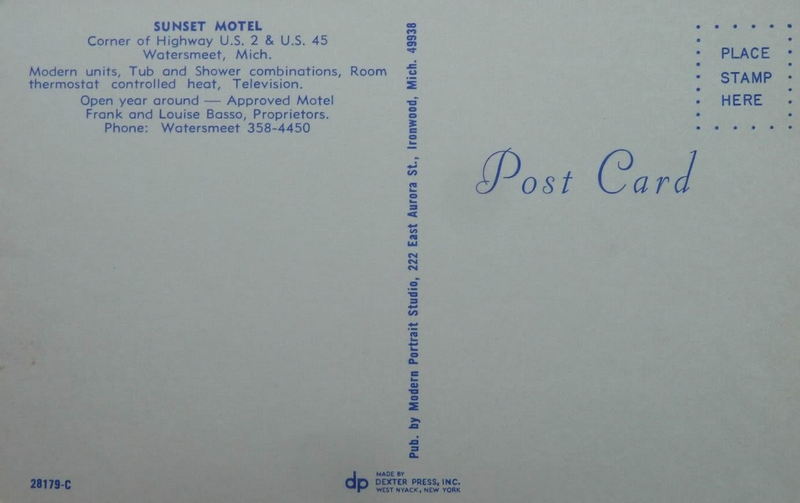 SUNSET MOTEL
Corner of Highway U.S. 2 & U.S. 45
Watersmeet, Mich.
Modern units, Tub and Shower combinations, Room
thermostat controlled heat, Television.
Open year around — Approved Motel
Frank and Louise Basso, Proprietors.
Phone: Watersmeet 358-4450
28179-C
Pub. by Modern Portrait Studio, 222 East Aurora St., Ironwood, Mich. 49938
dp
MADE BY
DEXTER PRESS, INC.
WEST NYACK, NEW YORK
PLACE
STAMP
HERE
Post Card